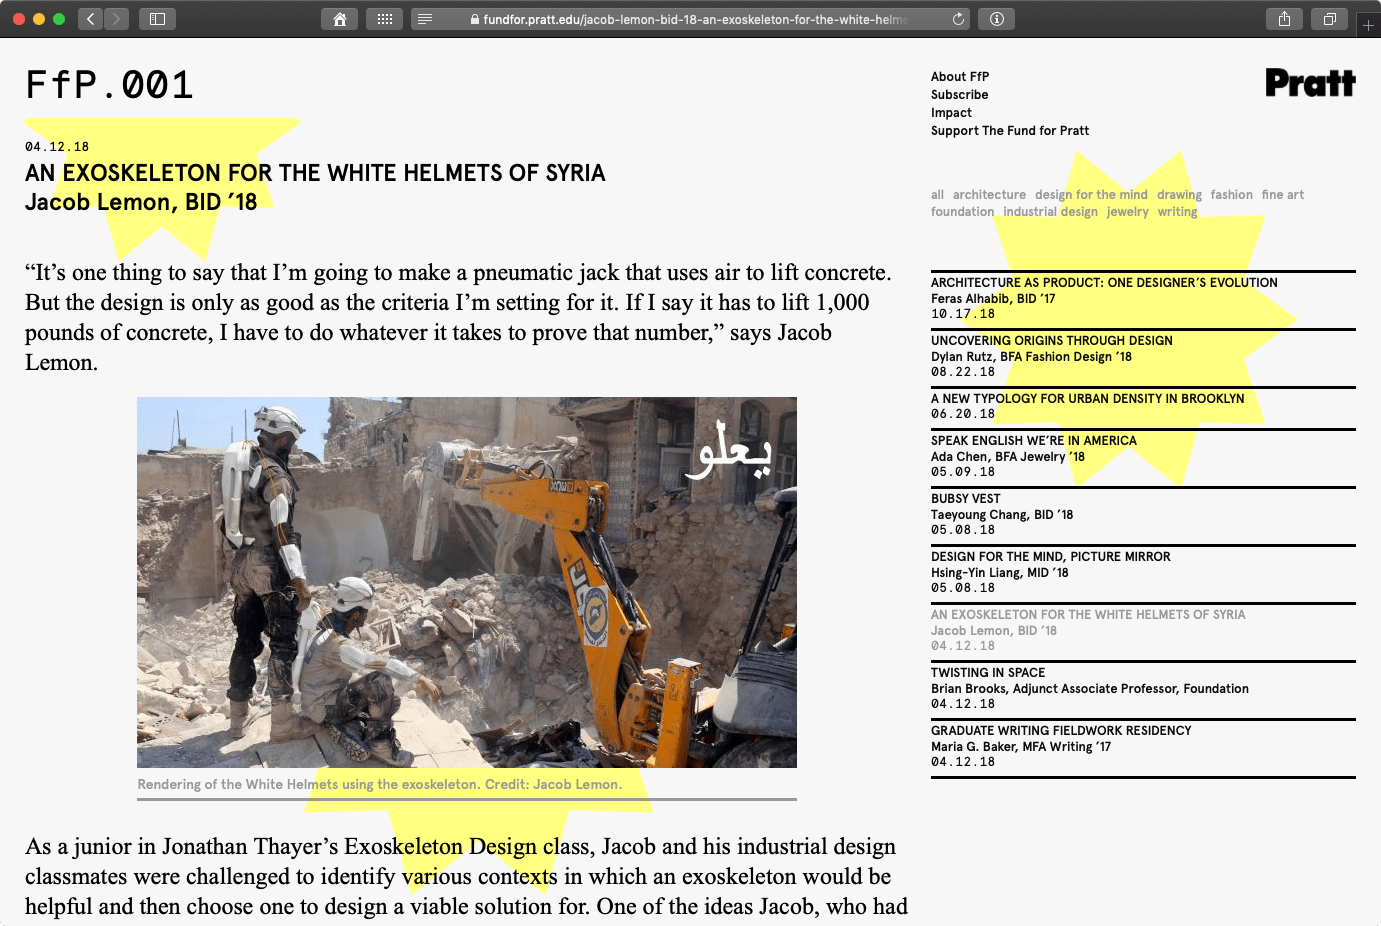 fundfor.pratt.edu/jacob-lemon-bid-18-an-exoskeleton-for-the-white-helme
FfP.001
04.12.18
AN EXOSKELETON FOR THE WHITE HELMETS OF SYRIA
Jacob Lemon, BID ’18
“It’s one thing to say that I’m going to make a pneumatic jack that uses air to lift concrete.
But the design is only as good as the criteria I’m setting for it. If I say it has to lift 1,000
pounds of concrete, I have to do whatever it takes to prove that number,” says Jacob
Lemon.
يعلو
JCB
Rendering of the White Helmets using the exoskeleton. Credit: Jacob Lemon.
As a junior in Jonathan Thayer’s Exoskeleton Design class, Jacob and his industrial design
classmates were challenged to identify various contexts in which an exoskeleton would be
helpful and then choose one to design a viable solution for. One of the ideas Jacob, who had
About FfP
Subscribe
Impact
Support The Fund for Pratt
Pratt
all architecture design for the mind drawing fashion fine art
foundation industrial design jewelry writing
ARCHITECTURE AS PRODUCT: ONE DESIGNER’S EVOLUTION
Feras Alhabib, BID ’17
10.17.18
UNCOVERING ORIGINS THROUGH DESIGN
Dylan Rutz, BFA Fashion Design ’18
08.22.18
A NEW TYPOLOGY FOR URBAN DENSITY IN BROOKLYN
06.20.18
SPEAK ENGLISH WE’RE IN AMERICA
Ada Chen, BFA Jewelry ’18
05.09.18
BUBSY VEST
Taeyoung Chang, BID ’18
05.08.18
DESIGN FOR THE MIND, PICTURE MIRROR
Hsing-Yin Liang, MID ’18
05.08.18
AN EXOSKELETON FOR THE WHITE HELMETS OF SYRIA
Jacob Lemon, BID ’18
04.12.18
TWISTING IN SPACE
Brian Brooks, Adjunct Associate Professor, Foundation
04.12.18
GRADUATE WRITING FIELDWORK RESIDENCY
Maria G. Baker, MFA Writing ’17
04.12.18